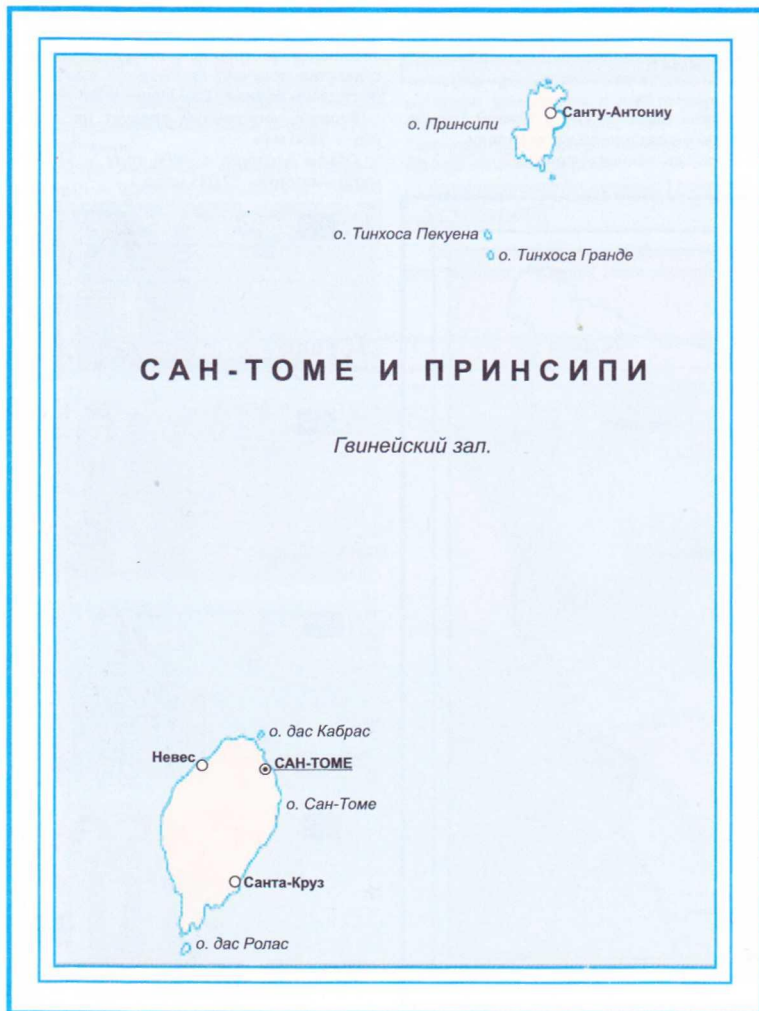 о. Принсипи
Санту-Антониу
о. Тинхоса Пекуена
о. Тинхоса Гранде
САН-ТОМЕ И ПРИНСИПИ
Гвинейский зал.
о. дас Кабрас
Невес
САН-ТОМЕ
о. Сан-Томе
Санта-Круз
о. дас Ролас